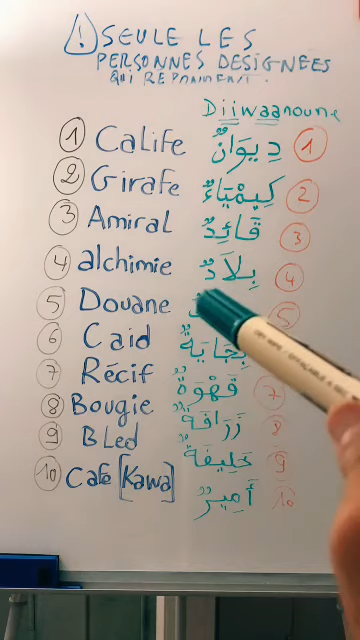 ! SEULE LES
PERSONNES DESIGNEES
QUI REPONDENT.
Diiwaanoune
1 Calife دِيوَانٌ 1
2 Girafe كِيمْيَاءٌ 2
3 Amiral قَائِدٌ 3
4 alchimie بِلَادٌ 4
5 Douane 5
6 Caid بِجَايَةٌ
7 Récif قَهْوَةٌ 7
8 Bougie زَرَافَةٌ 8
9 Bled خَلِيفَةٌ 9
10 Café [Kawa] أَمِيرٌ 10